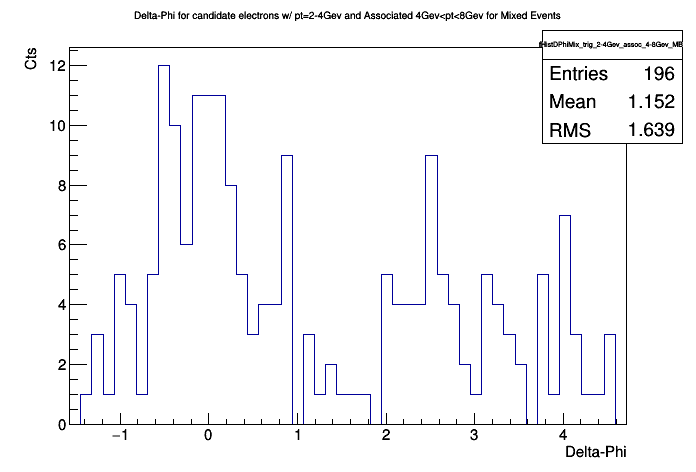 Delta-Phi for candidate electrons w/ pt=2-4Gev and Associated 4Gev<pt<8Gev for Mixed Events
Cts
fHistDPhiMix_trig_2-4Gev_assoc_4-8Gev_MB
Entries 196
Mean 1.152
RMS 1.639
12
10
8
6
4
2
0
−1 0 1 2 3 4
Delta-Phi